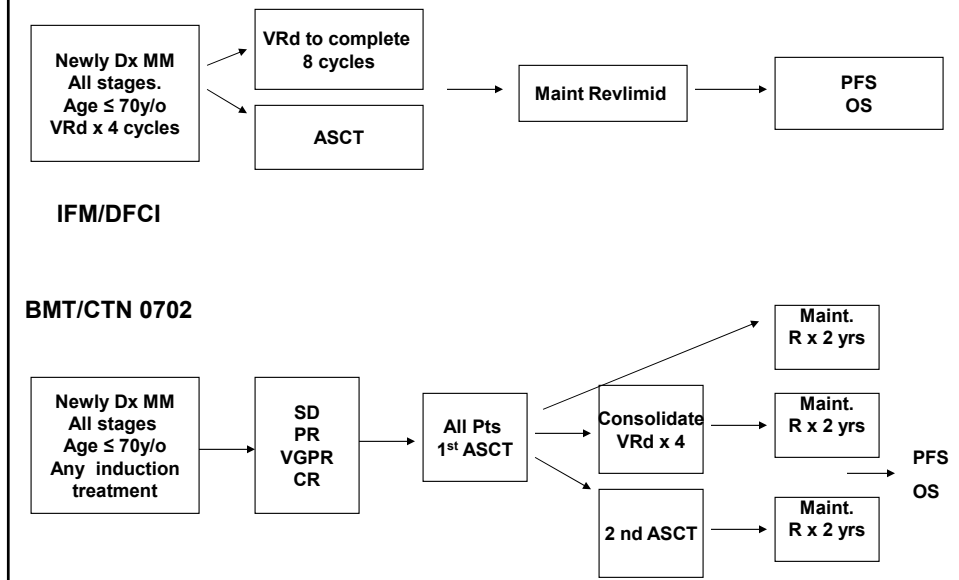 Newly Dx MM
All stages.
Age ≤ 70y/o
VRd x 4 cycles
VRd to complete
8 cycles
ASCT
Maint Revlimid
PFS
OS
IFM/DFCI
BMT/CTN 0702
Newly Dx MM
All stages
Age ≤ 70y/o
Any induction
treatment
SD
PR
VGPR
CR
All Pts
1st ASCT
Maint.
R x 2 yrs
Consolidate
VRd x 4
Maint.
R x 2 yrs
2 nd ASCT
Maint.
R x 2 yrs
PFS
OS